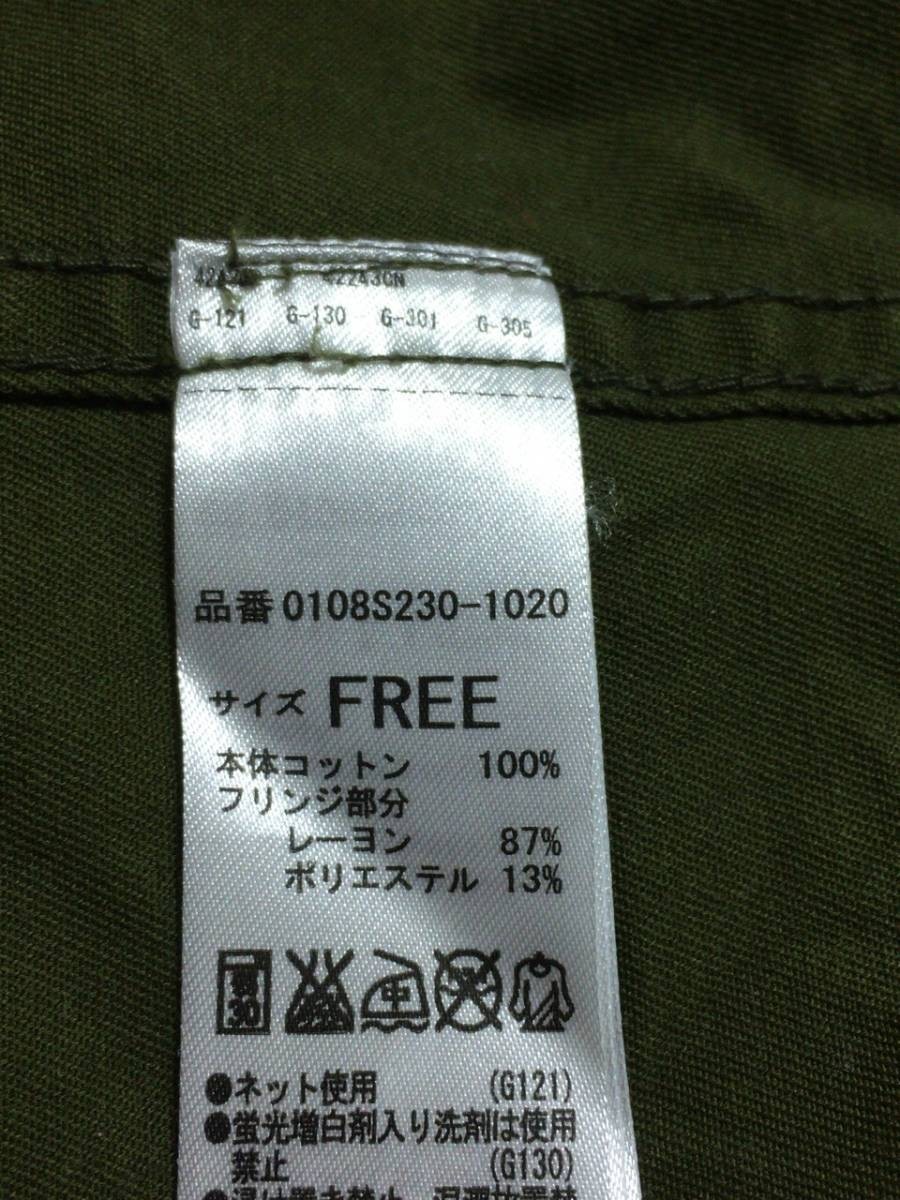 42243CN
G-121 G-130 G-301 G-305
品番 0108S230-1020
サイズ FREE
本体コットン 100%
フリンジ部分
レーヨン 87%
ポリエステル 13%
弱 30 中
●ネット使用 (G121)
●蛍光増白剤入り洗剤は使用
禁止 (G130)